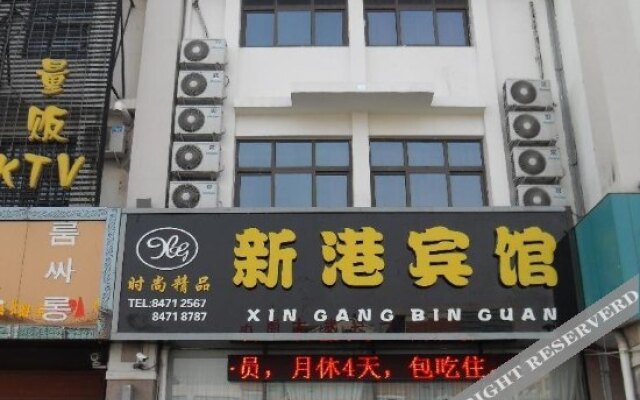 量
贩
KTV
룸
싸
롱
新港宾馆
时尚精品
TEL:8471 2567
8471 8787
XIN GANG BIN GUAN
员，月休4天，包吃住
RIGHT RESERVERD